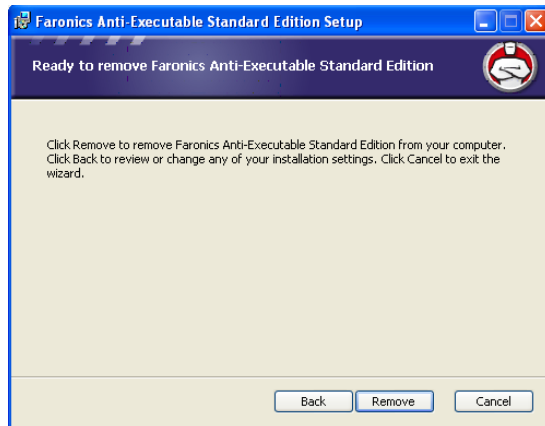 Faronics Anti-Executable Standard Edition Setup
Ready to remove Faronics Anti-Executable Standard Edition
Click Remove to remove Faronics Anti-Executable Standard Edition from your computer.
Click Back to review or change any of your installation settings. Click Cancel to exit the
wizard.
Back Remove Cancel